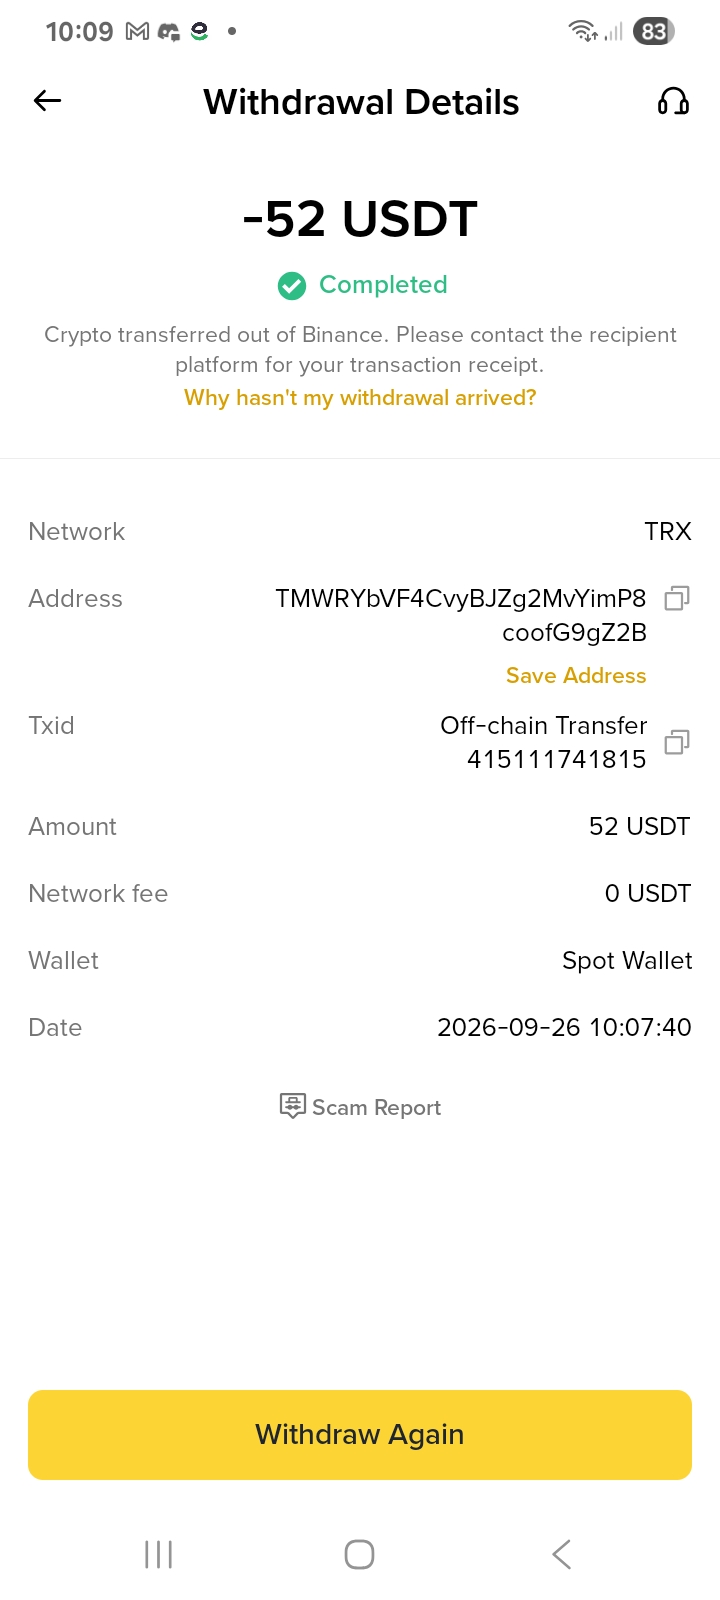 10:09
83
Withdrawal Details
-52 USDT
Completed
Crypto transferred out of Binance. Please contact the recipient
platform for your transaction receipt.
Why hasn't my withdrawal arrived?
Network
TRX
Address
TMWRYbVF4CvyBJZg2MvYimP8
coofG9gZ2B
Save Address
Txid
Off-chain Transfer
415111741815
Amount
52 USDT
Network fee
0 USDT
Wallet
Spot Wallet
Date
2026-09-26 10:07:40
Scam Report
Withdraw Again